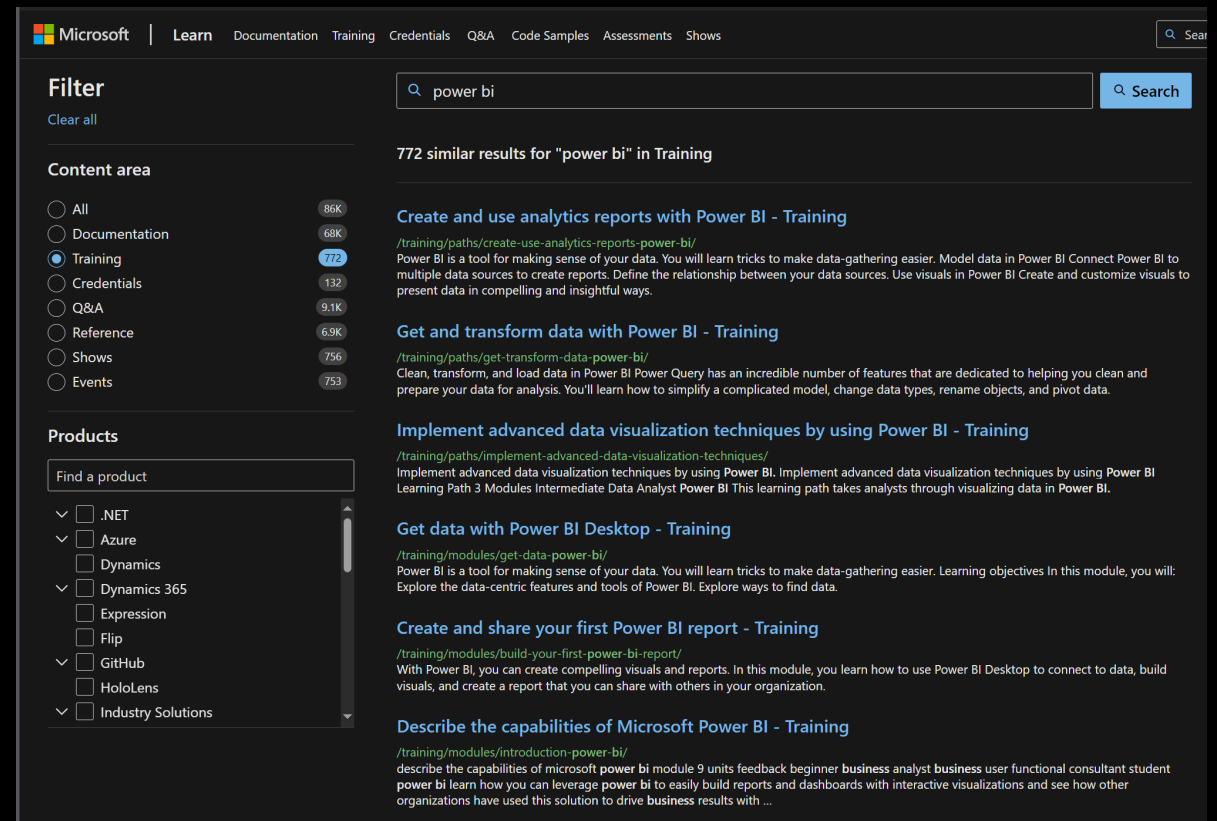 Microsoft | Learn Documentation Training Credentials Q&A Code Samples Assessments Shows
Filter
Clear all
Content area
All 86K
Documentation 68K
Training 772
Credentials 132
Q&A 9.1K
Reference 6.9K
Shows 756
Events 753
Products
Find a product
.NET
Azure
Dynamics
Dynamics 365
Expression
Flip
GitHub
HoloLens
Industry Solutions
power bi
Search
772 similar results for "power bi" in Training
Create and use analytics reports with Power BI - Training
/training/paths/create-use-analytics-reports-power-bi/
Power BI is a tool for making sense of your data. You will learn tricks to make data-gathering easier. Model data in Power BI Connect Power BI to
multiple data sources to create reports. Define the relationship between your data sources. Use visuals in Power BI Create and customize visuals to
present data in compelling and insightful ways.
Get and transform data with Power BI - Training
/training/paths/get-transform-data-power-bi/
Clean, transform, and load data in Power BI Power Query has an incredible number of features that are dedicated to helping you clean and
prepare your data for analysis. You'll learn how to simplify a complicated model, change data types, rename objects, and pivot data.
Implement advanced data visualization techniques by using Power BI - Training
/training/paths/implement-advanced-data-visualization-techniques/
Implement advanced data visualization techniques by using Power BI. Implement advanced data visualization techniques by using Power BI
Learning Path 3 Modules Intermediate Data Analyst Power BI This learning path takes analysts through visualizing data in Power BI.
Get data with Power BI Desktop - Training
/training/modules/get-data-power-bi/
Power BI is a tool for making sense of your data. You will learn tricks to make data-gathering easier. Learning objectives In this module, you will:
Explore the data-centric features and tools of Power BI. Explore ways to find data.
Create and share your first Power BI report - Training
/training/modules/build-your-first-power-bi-report/
With Power BI, you can create compelling visuals and reports. In this module, you learn how to use Power BI Desktop to connect to data, build
visuals, and create a report that you can share with others in your organization.
Describe the capabilities of Microsoft Power BI - Training
/training/modules/introduction-power-bi/
describe the capabilities of microsoft power bi module 9 units feedback beginner business analyst business user functional consultant student
power bi learn how you can leverage power bi to easily build reports and dashboards with interactive visualizations and see how other
organizations have used this solution to drive business results with ...